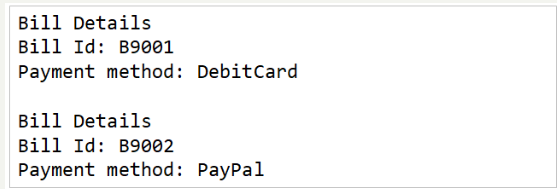 Bill Details
Bill Id: B9001
Payment method: DebitCard

Bill Details
Bill Id: B9002
Payment method: PayPal